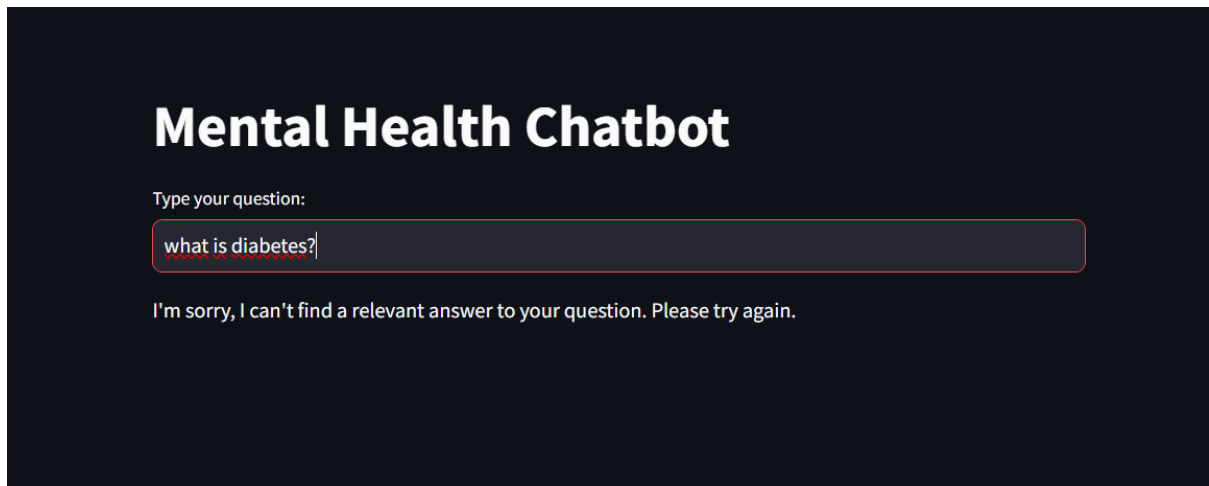 Mental Health Chatbot
Type your question:
what is diabetes?
I'm sorry, I can't find a relevant answer to your question. Please try again.